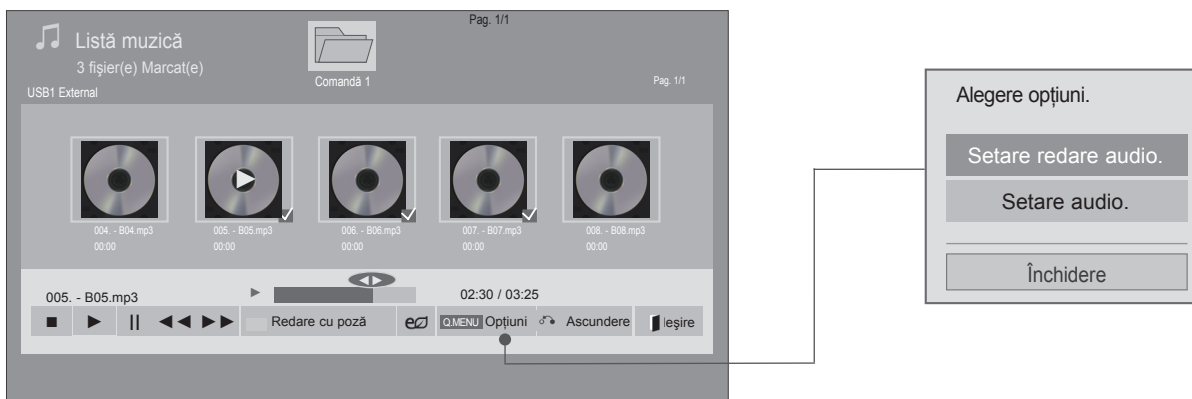 Pag. 1/1
Listă muzică
3 fişier(e) Marcat(e)
Comandă 1
Pag. 1/1
USB1 External
004. - B04.mp3
00:00
005. - B05.mp3
00:00
006. - B06.mp3
00:00
007. - B07.mp3
00:00
008. - B08.mp3
00:00
005. - B05.mp3
02:30 / 03:25
Redare cu poză
Q.MENU Opţiuni
Ascundere
Ieşire
Alegere opţiuni.
Setare redare audio.
Setare audio.
Închidere